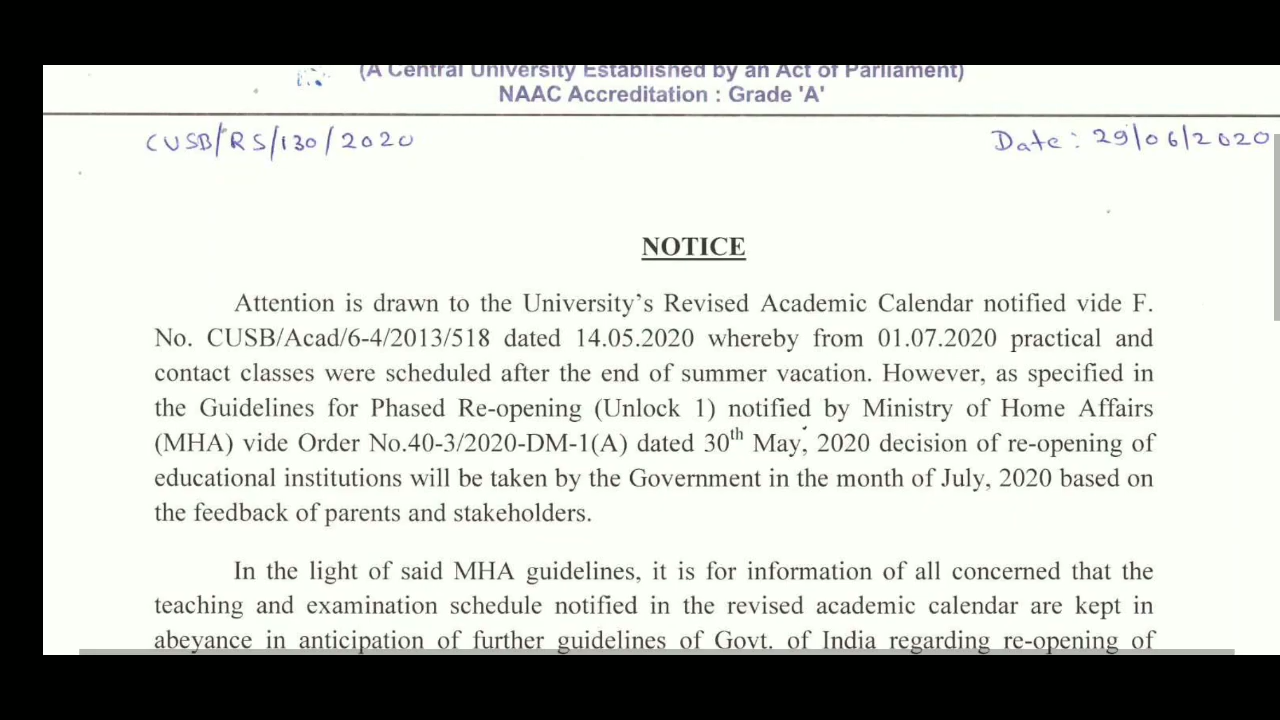 (A Central University Established by an Act of Parliament)
NAAC Accreditation : Grade 'A'
CUSB/RS/130/2020
Date: 29/06/2020
NOTICE
Attention is drawn to the University's Revised Academic Calendar notified vide F.
No. CUSB/Acad/6-4/2013/518 dated 14.05.2020 whereby from 01.07.2020 practical and
contact classes were scheduled after the end of summer vacation. However, as specified in
the Guidelines for Phased Re-opening (Unlock 1) notified by Ministry of Home Affairs
(MHA) vide Order No.40-3/2020-DM-1(A) dated 30th May, 2020 decision of re-opening of
educational institutions will be taken by the Government in the month of July, 2020 based on
the feedback of parents and stakeholders.
In the light of said MHA guidelines, it is for information of all concerned that the
teaching and examination schedule notified in the revised academic calendar are kept in
abeyance in anticipation of further guidelines of Govt. of India regarding re-opening of